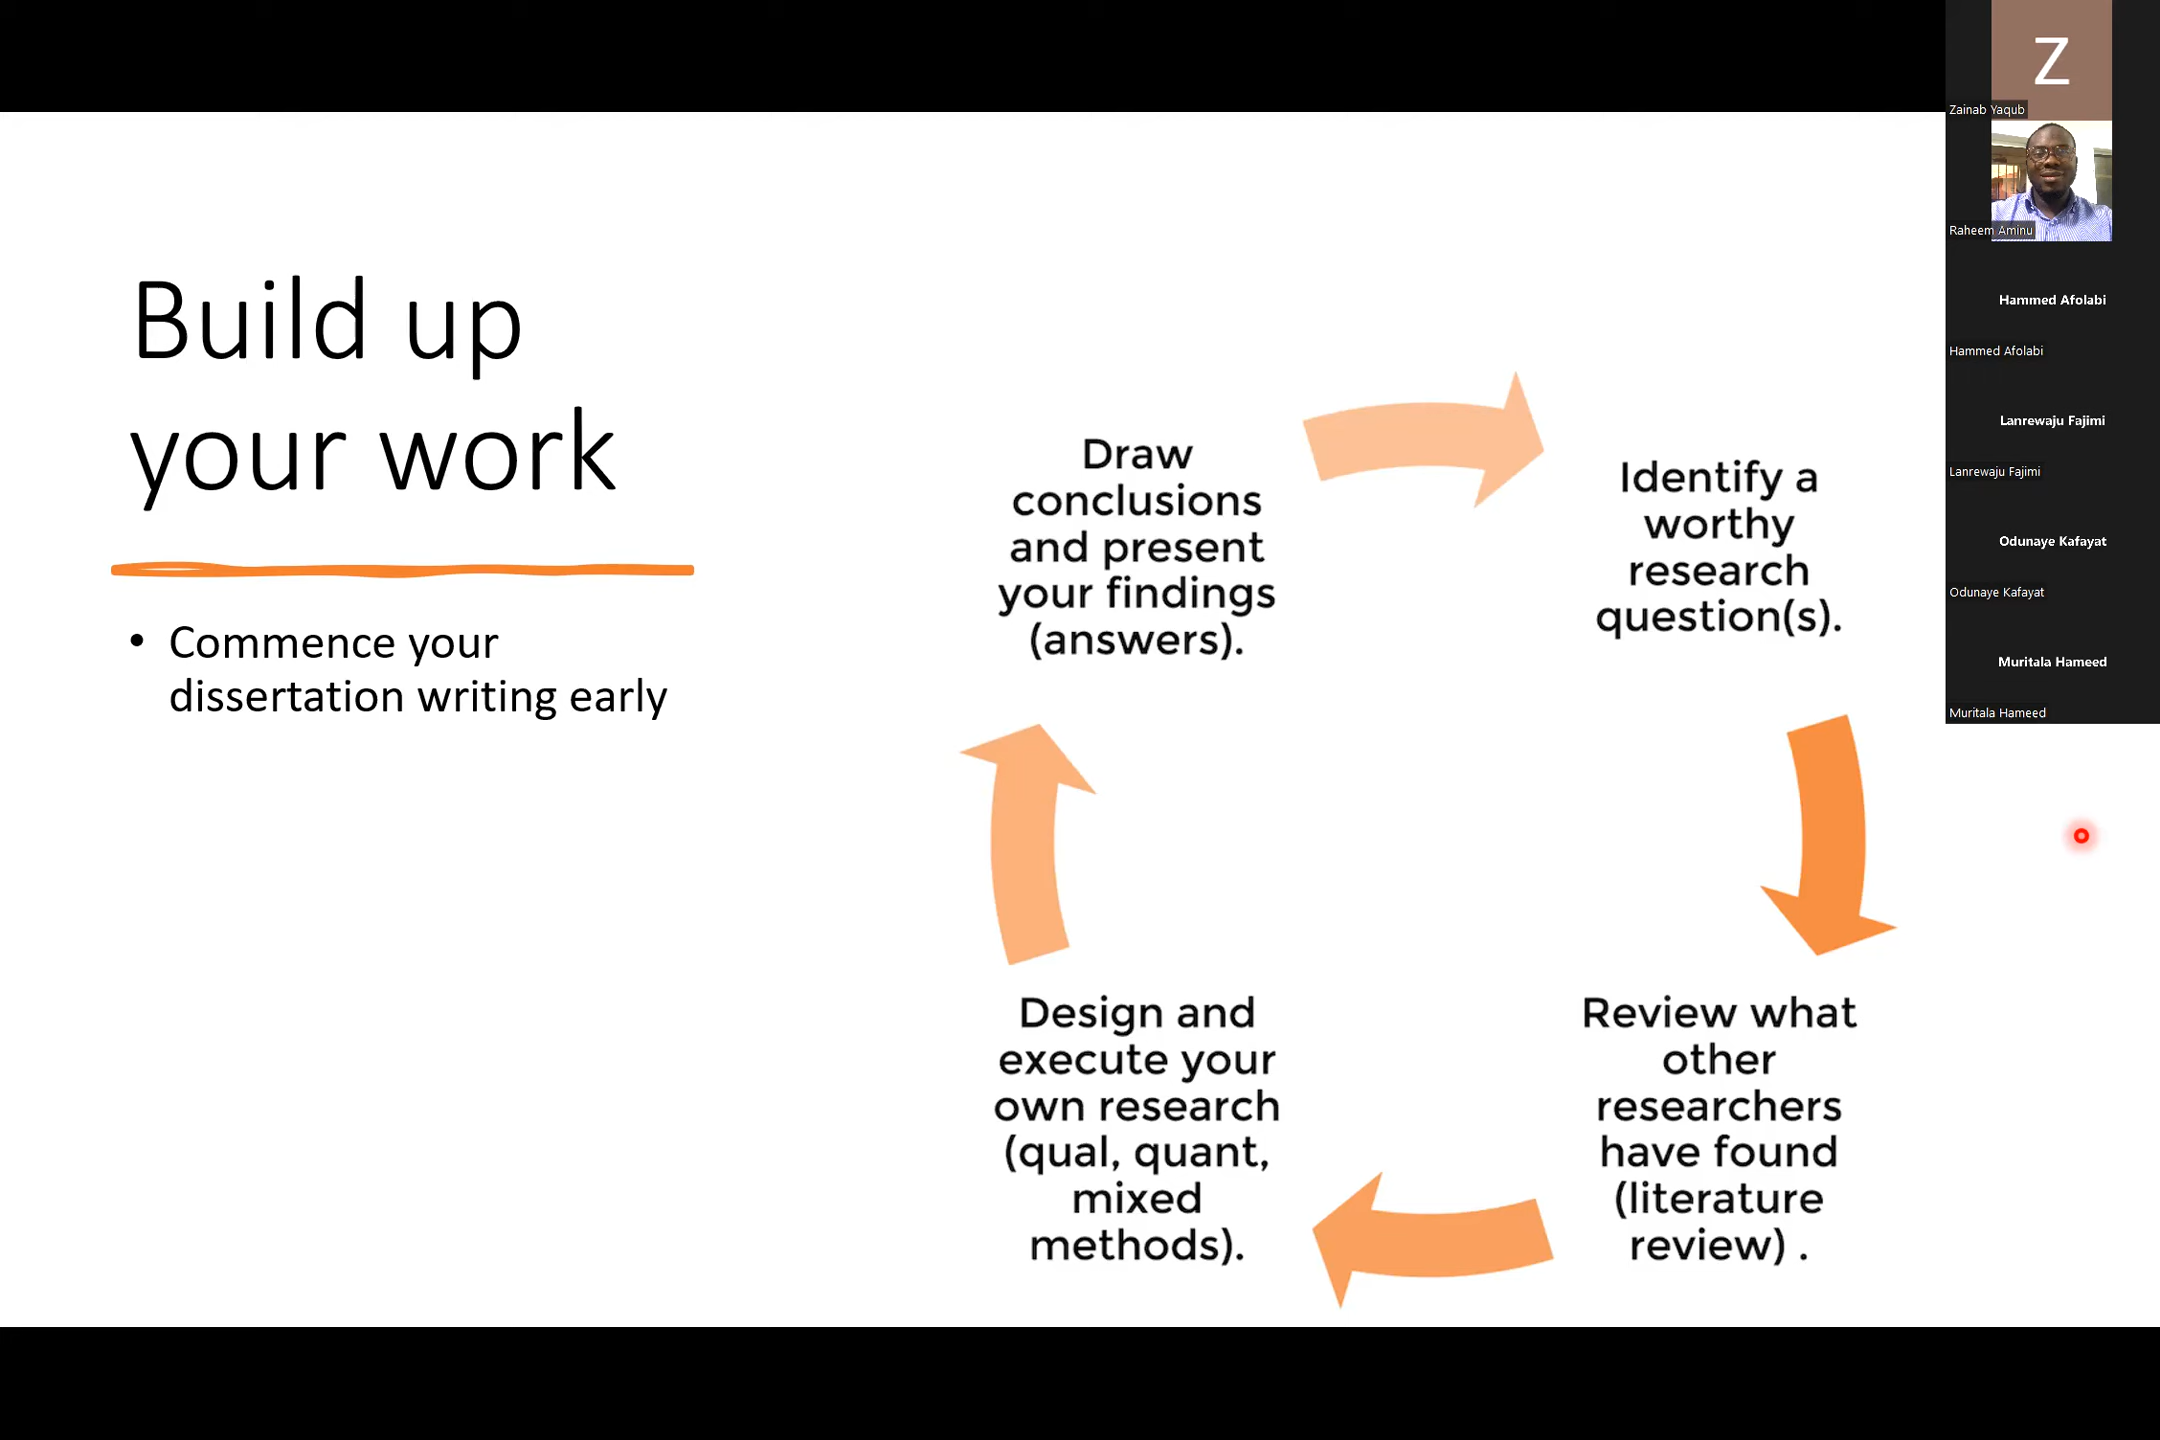 Build up
your work
• Commence your
dissertation writing early
Draw
conclusions
and present
your findings
(answers).
Identify a
worthy
research
question(s).
Review what
other
researchers
have found
(literature
review) .
Design and
execute your
own research
(qual, quant,
mixed
methods).
Z
Zainab Yaqub
Raheem Aminu
Hammed Afolabi
Hammed Afolabi
Lanrewaju Fajimi
Lanrewaju Fajimi
Odunaye Kafayat
Odunaye Kafayat
Muritala Hameed
Muritala Hameed